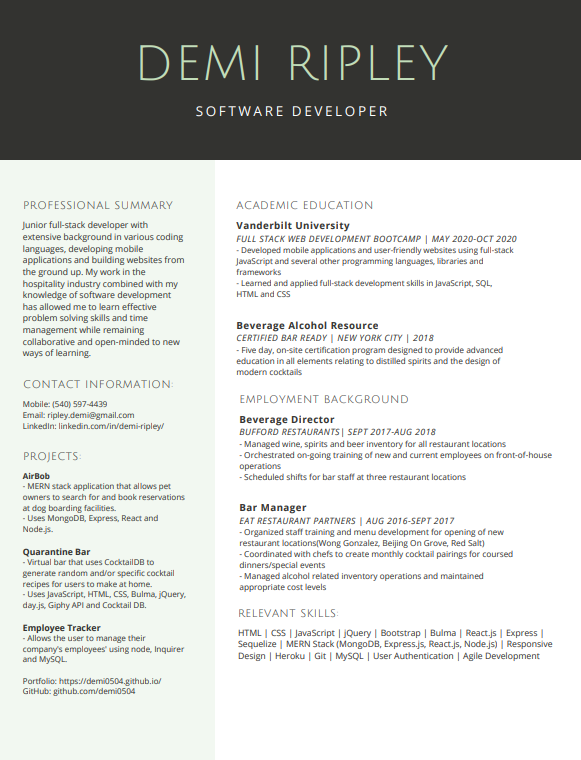 DEMI RIPLEY
SOFTWARE DEVELOPER
PROFESSIONAL SUMMARY
Junior full-stack developer with
extensive background in various coding
languages, developing mobile
applications and building websites from
the ground up. My work in the
hospitality industry combined with my
knowledge of software development
has allowed me to learn effective
problem solving skills and time
management while remaining
collaborative and open-minded to new
ways of learning.
CONTACT INFORMATION:
Mobile: (540) 597-4439
Email: ripley.demi@gmail.com
LinkedIn: linkedin.com/in/demi-ripley/
PROJECTS:
AirBob
- MERN stack application that allows pet
owners to search for and book reservations
at dog boarding facilities.
- Uses MongoDB, Express, React and
Node.js.
Quarantine Bar
- Virtual bar that uses CocktailDB to
generate random and/or specific cocktail
recipes for users to make at home.
- Uses JavaScript, HTML, CSS, Bulma, jQuery,
day.js, Giphy API and Cocktail DB.
Employee Tracker
- Allows the user to manage their
company's employees' using node, Inquirer
and MySQL.
Portfolio: https://demi0504.github.io/
GitHub: github.com/demi0504
ACADEMIC EDUCATION
Vanderbilt University
FULL STACK WEB DEVELOPMENT BOOTCAMP | MAY 2020-OCT 2020
- Developed mobile applications and user-friendly websites using full-stack
JavaScript and several other programming languages, libraries and
frameworks
- Learned and applied full-stack development skills in JavaScript, SQL,
HTML and CSS
Beverage Alcohol Resource
CERTIFIED BAR READY | NEW YORK CITY | 2018
- Five day, on-site certification program designed to provide advanced
education in all elements relating to distilled spirits and the design of
modern cocktails
EMPLOYMENT BACKGROUND
Beverage Director
BUFFORD RESTAURANTS| SEPT 2017-AUG 2018
- Managed wine, spirits and beer inventory for all restaurant locations
- Orchestrated on-going training of new and current employees on front-of-house
operations
- Scheduled shifts for bar staff at three restaurant locations
Bar Manager
EAT RESTAURANT PARTNERS | AUG 2016-SEPT 2017
- Organized staff training and menu development for opening of new
restaurant locations(Wong Gonzalez, Beijing On Grove, Red Salt)
- Coordinated with chefs to create monthly cocktail pairings for coursed
dinners/special events
- Managed alcohol related inventory operations and maintained
appropriate cost levels
RELEVANT SKILLS:
HTML | CSS | JavaScript | jQuery | Bootstrap | Bulma | React.js | Express |
Sequelize | MERN Stack (MongoDB, Express.js, React.js, Node.js) | Responsive
Design | Heroku | Git | MySQL | User Authentication | Agile Development